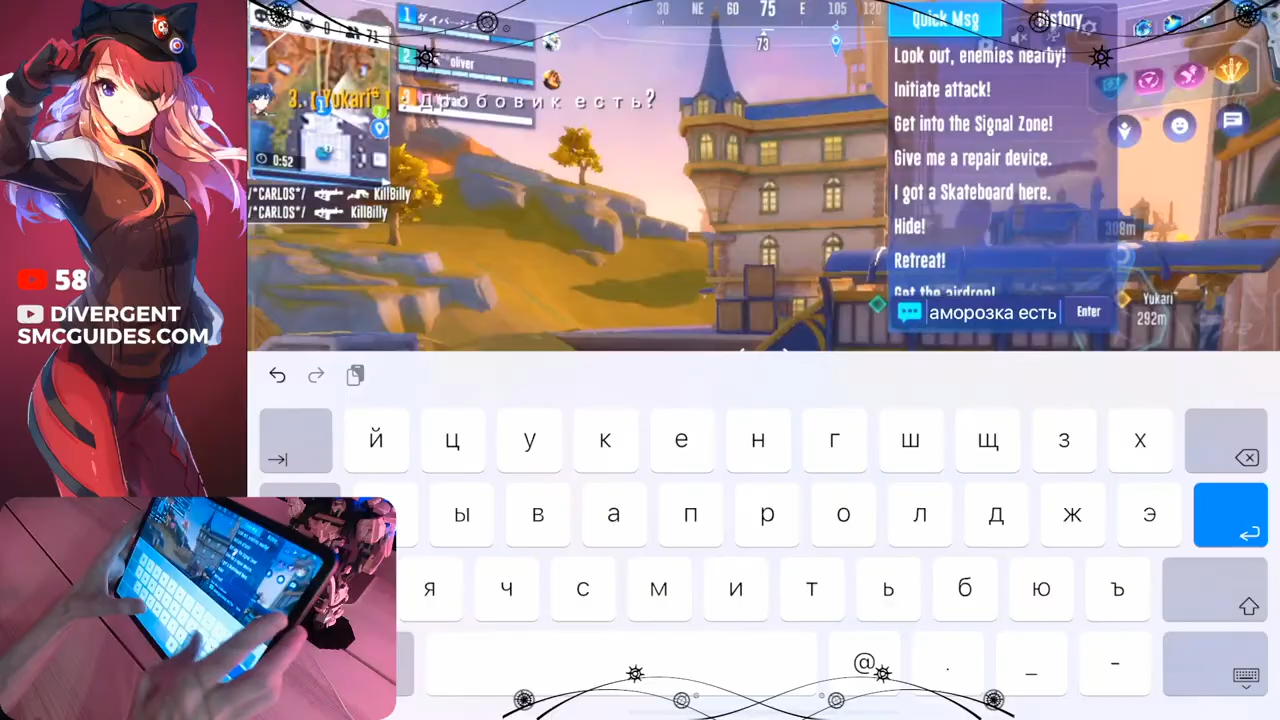 30 NE 60 75 E 105 120
73
0 71
1 ダイバージ
2 oliver
3. [ Yukari
: Дробовик есть?
0:52
/*CARLOS*/ KillBilly
/*CARLOS*/ KillBilly
Quick Msg
History
Look out, enemies nearby!
Initiate attack!
Get into the Signal Zone!
Give me a repair device.
I got a Skateboard here.
Hide!
Retreat!
Got the airdrop!
аморозка есть
Enter
308m
Yukari
292m
58
DIVERGENT
SMCGUIDES.COM
й ц у к е н г ш щ з х
ы в а п р о л д ж э
я ч с м и т ь б ю ъ
@ . _ -